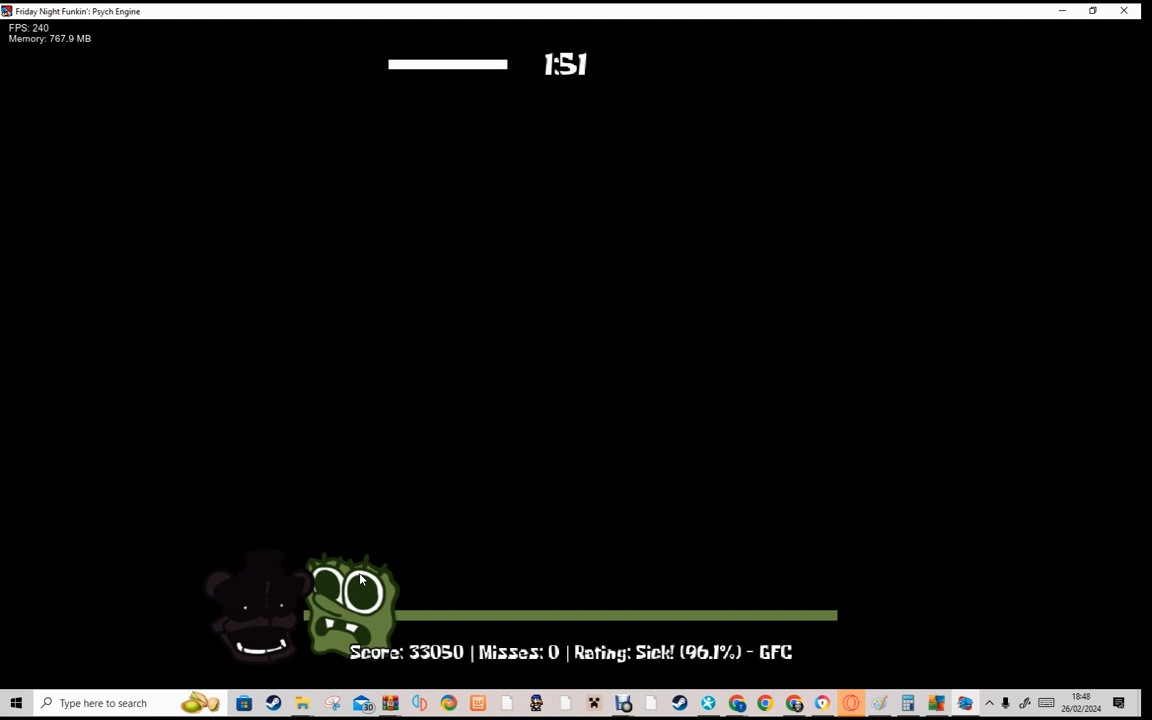 Friday Night Funkin': Psych Engine
FPS: 240
Memory: 767.9 MB
1:51
Score: 33050 | Misses: 0 | Rating: Sick! (96.1%) - GFC
Type here to search
30
18:48
26/02/2024